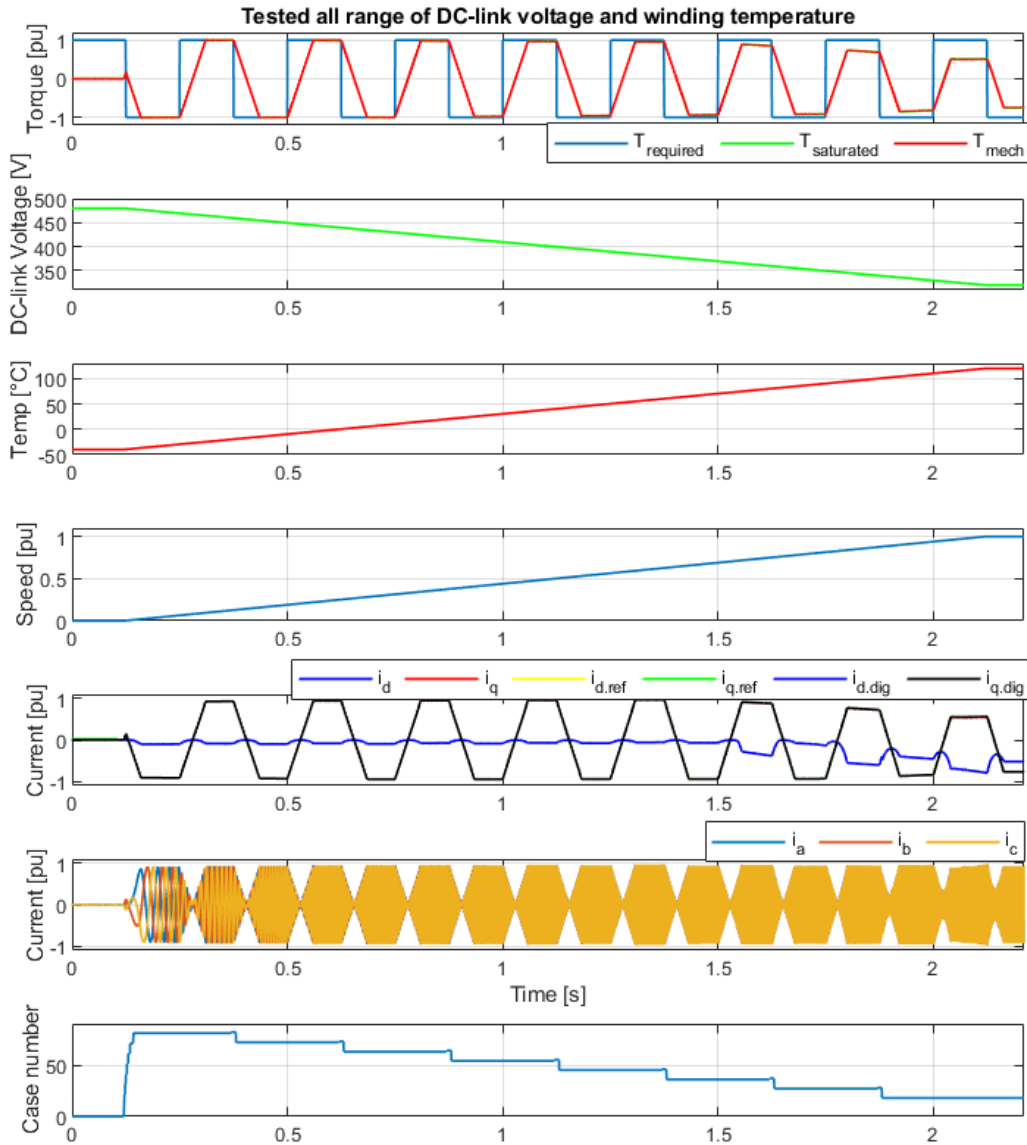 Tested all range of DC-link voltage and winding temperature
Torque [pu]
1
0
-1
0 0.5 1 1.5 2
T_required T_saturated T_mech
DC-link Voltage [V]
500
450
400
350
0 0.5 1 1.5 2
Temp [°C]
100
50
0
-50
0 0.5 1 1.5 2
Speed [pu]
1
0.5
0
0 0.5 1 1.5 2
i_d i_q i_d.ref i_q.ref i_d.dig i_q.dig
Current [pu]
1
0
-1
0 0.5 1 1.5 2
i_a i_b i_c
Current [pu]
1
0
-1
0 0.5 1 1.5 2
Time [s]
Case number
50
0
0 0.5 1 1.5 2